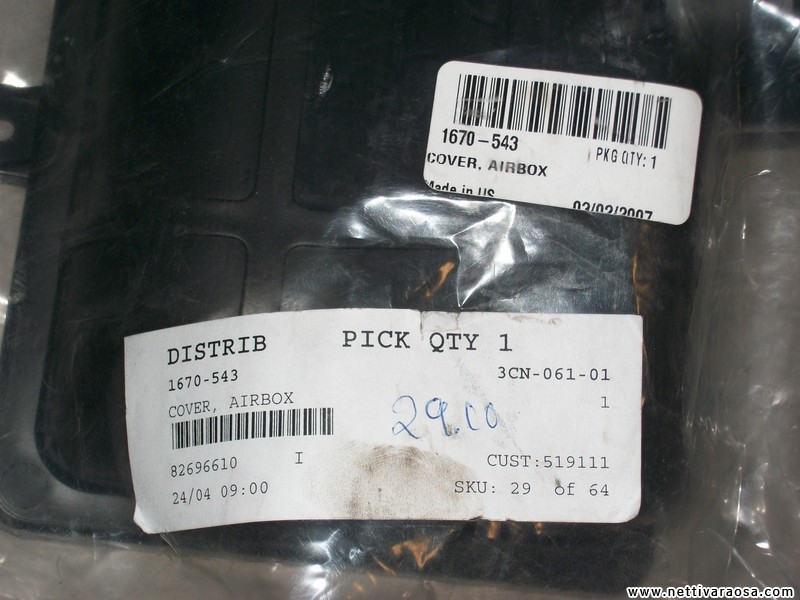 1670-543
PKG QTY: 1
COVER, AIRBOX
Made in US
03/02/2007
DISTRIB PICK QTY 1
1670-543 3CN-061-01
COVER, AIRBOX 1
29.00
82696610 I CUST:519111
24/04 09:00 SKU: 29 of 64
www.nettivaraosa.com